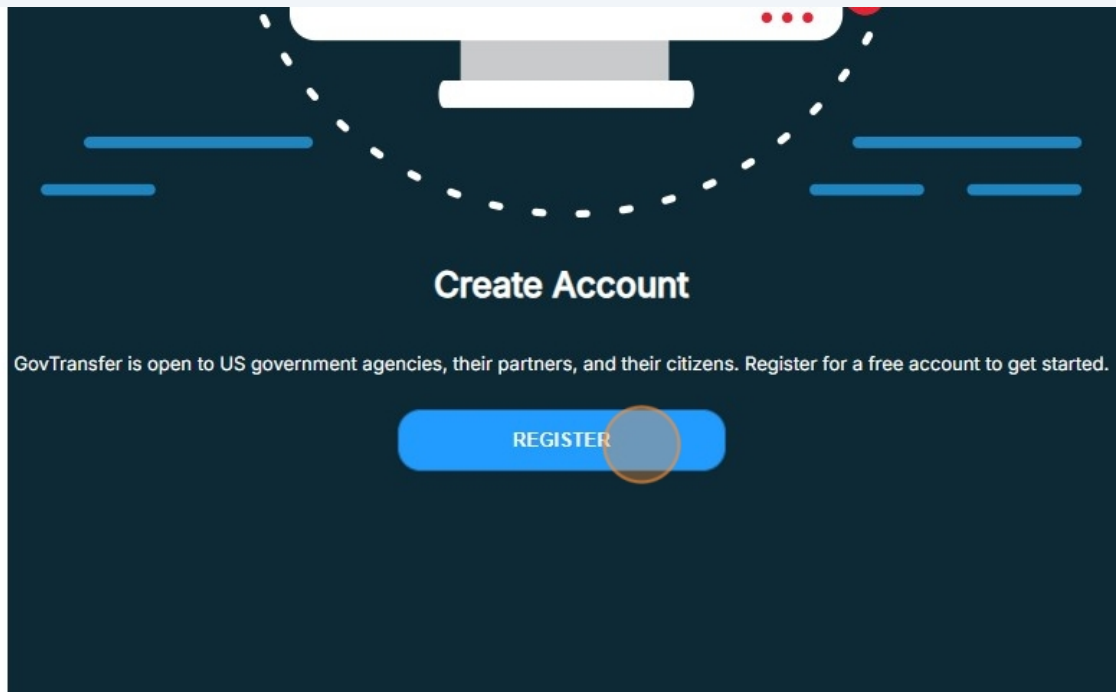 Create Account
GovTransfer is open to US government agencies, their partners, and their citizens. Register for a free account to get started.
REGISTER